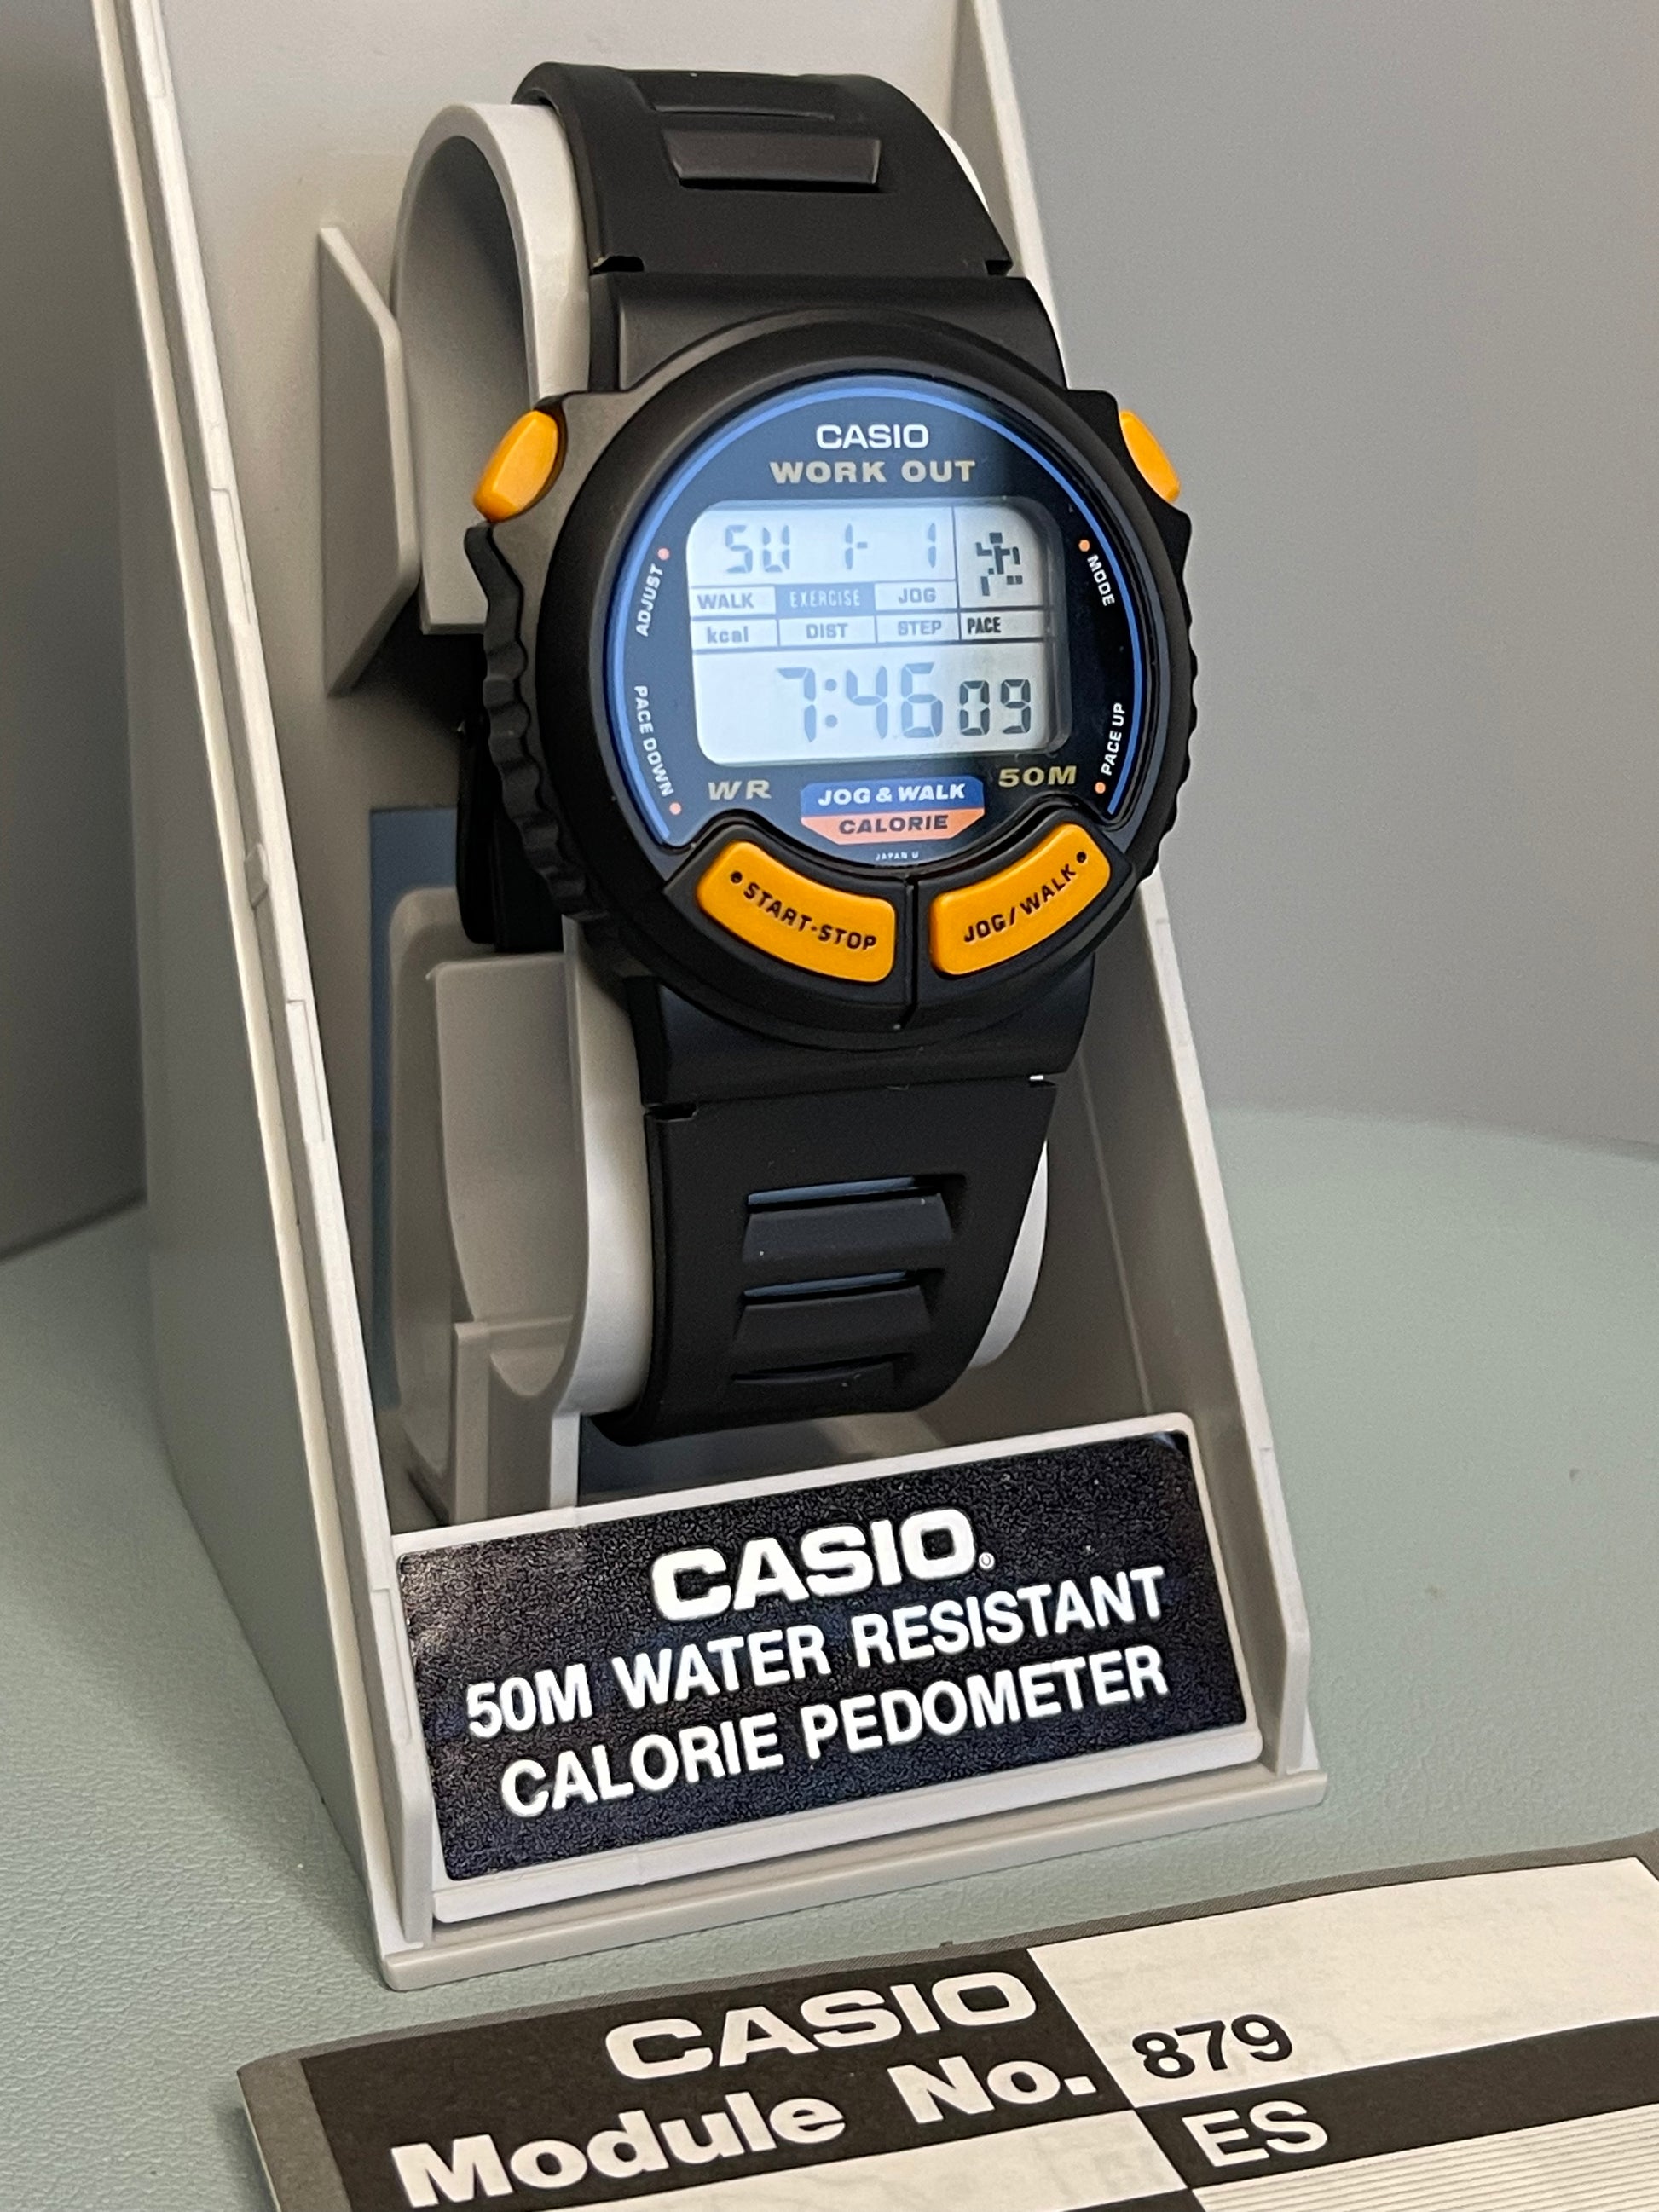 CASIO
WORK OUT
SU 1- 1
WALK EXERCISE JOG
kcal DIST STEP PACE
7:46 09
ADJUST
MODE
PACE DOWN
PACE UP
WR 50M
JOG & WALK
CALORIE
JAPAN U
START-STOP JOG/WALK
CASIO®
50M WATER RESISTANT
CALORIE PEDOMETER
CASIO
Module No. 879
ES